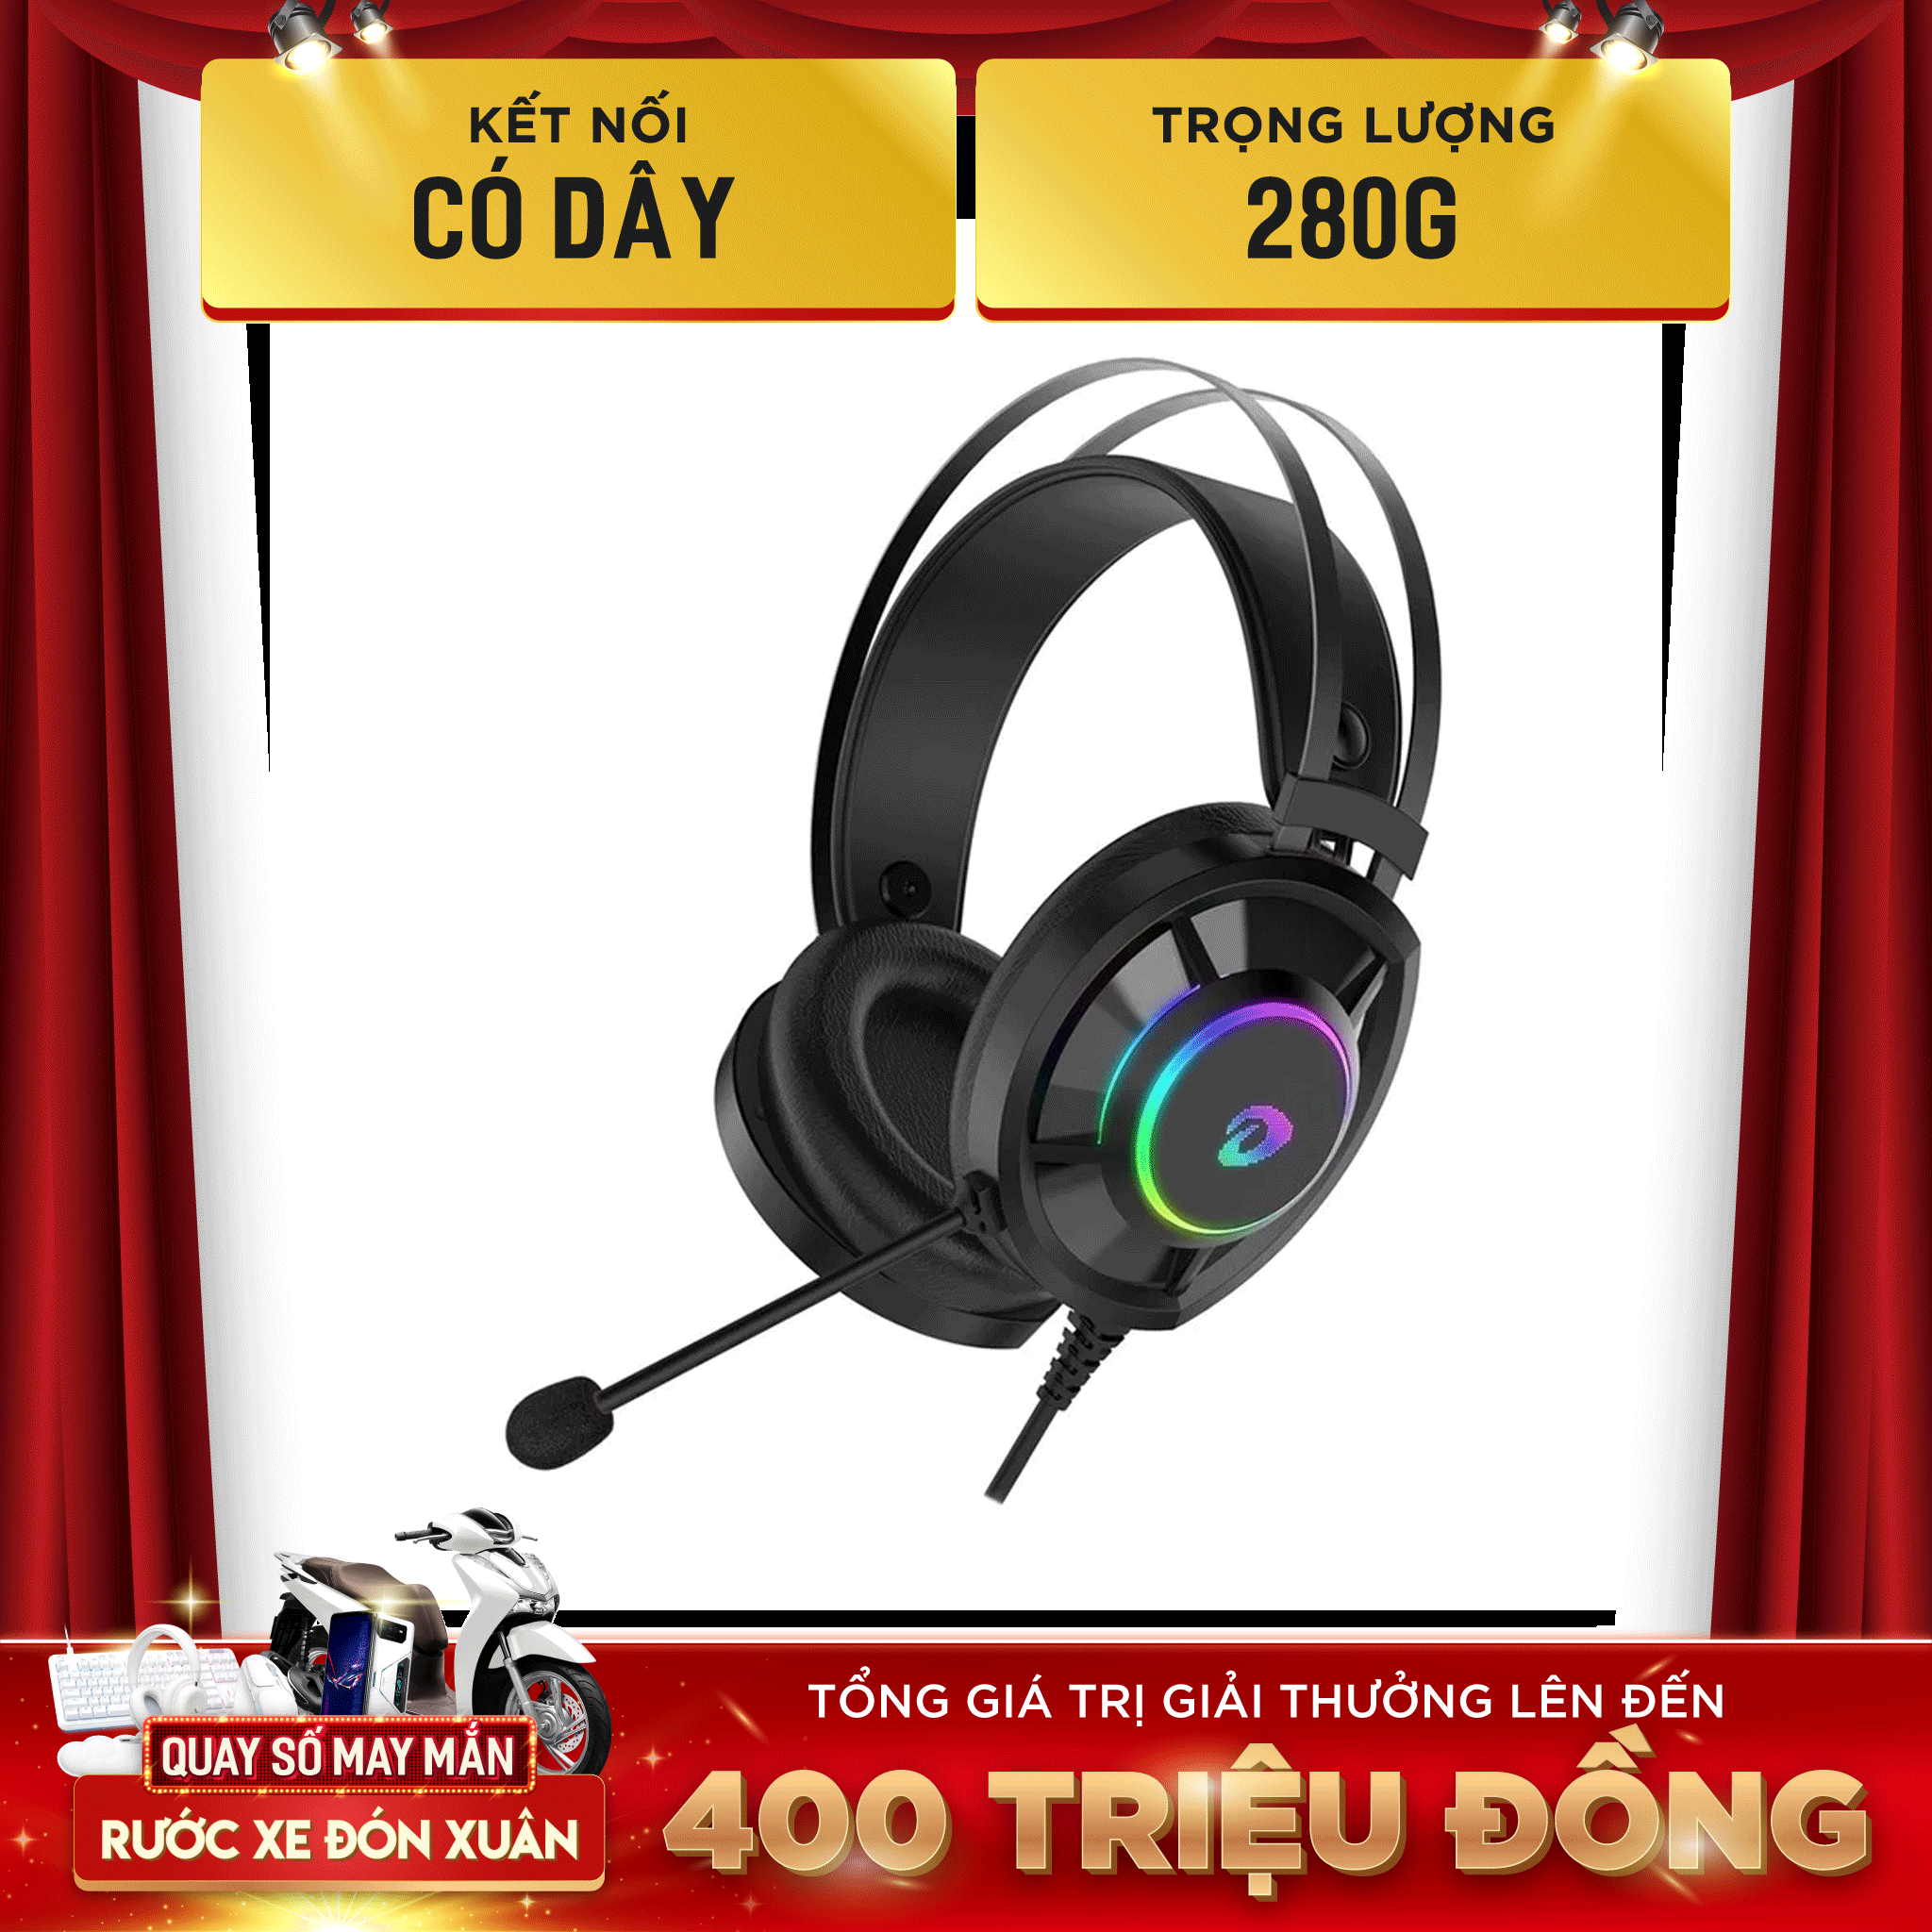 KẾT NỐI
CÓ DÂY
TRỌNG LƯỢNG
280G
QUAY SỐ MAY MẮN
RƯỚC XE ĐÓN XUÂN
TỔNG GIÁ TRỊ GIẢI THƯỞNG LÊN ĐẾN
400 TRIỆU ĐỒNG